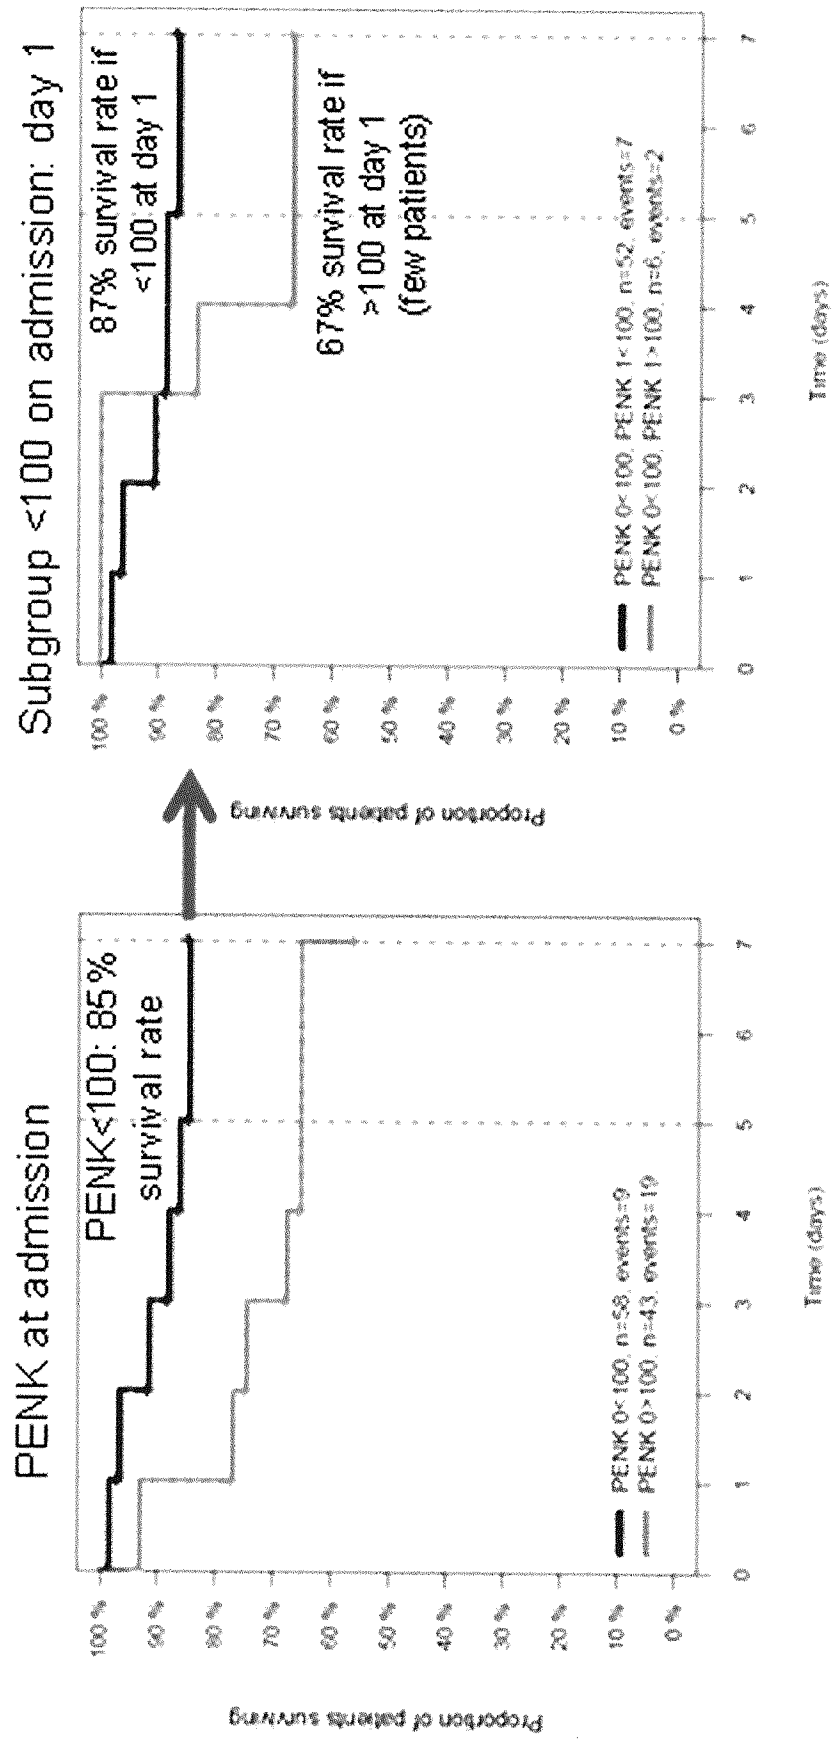 PENK at admission
PENK<100: 85%
survival rate
100 %
90 %
80 %
70 %
60 %
50 %
40 %
30 %
20 %
10 %
0 %
Proportion of patients surviving
PENK 0<100, n=58, events=9
PENK 0>100, n=43, events=19
0
1
2
3
4
5
6
7
Time (days)
Subgroup <100 on admission: day 1
87% survival rate if
<100 at day 1
67% survival rate if
>100 at day 1
(few patients)
100 %
90 %
80 %
70 %
60 %
50 %
40 %
30 %
20 %
10 %
0 %
Proportion of patients surviving
PENK 0<100, PENK 1<100, n=52, events=7
PENK 0<100, PENK 1>100, n=6, events=2
0
1
2
3
4
5
6
7
Time (days)